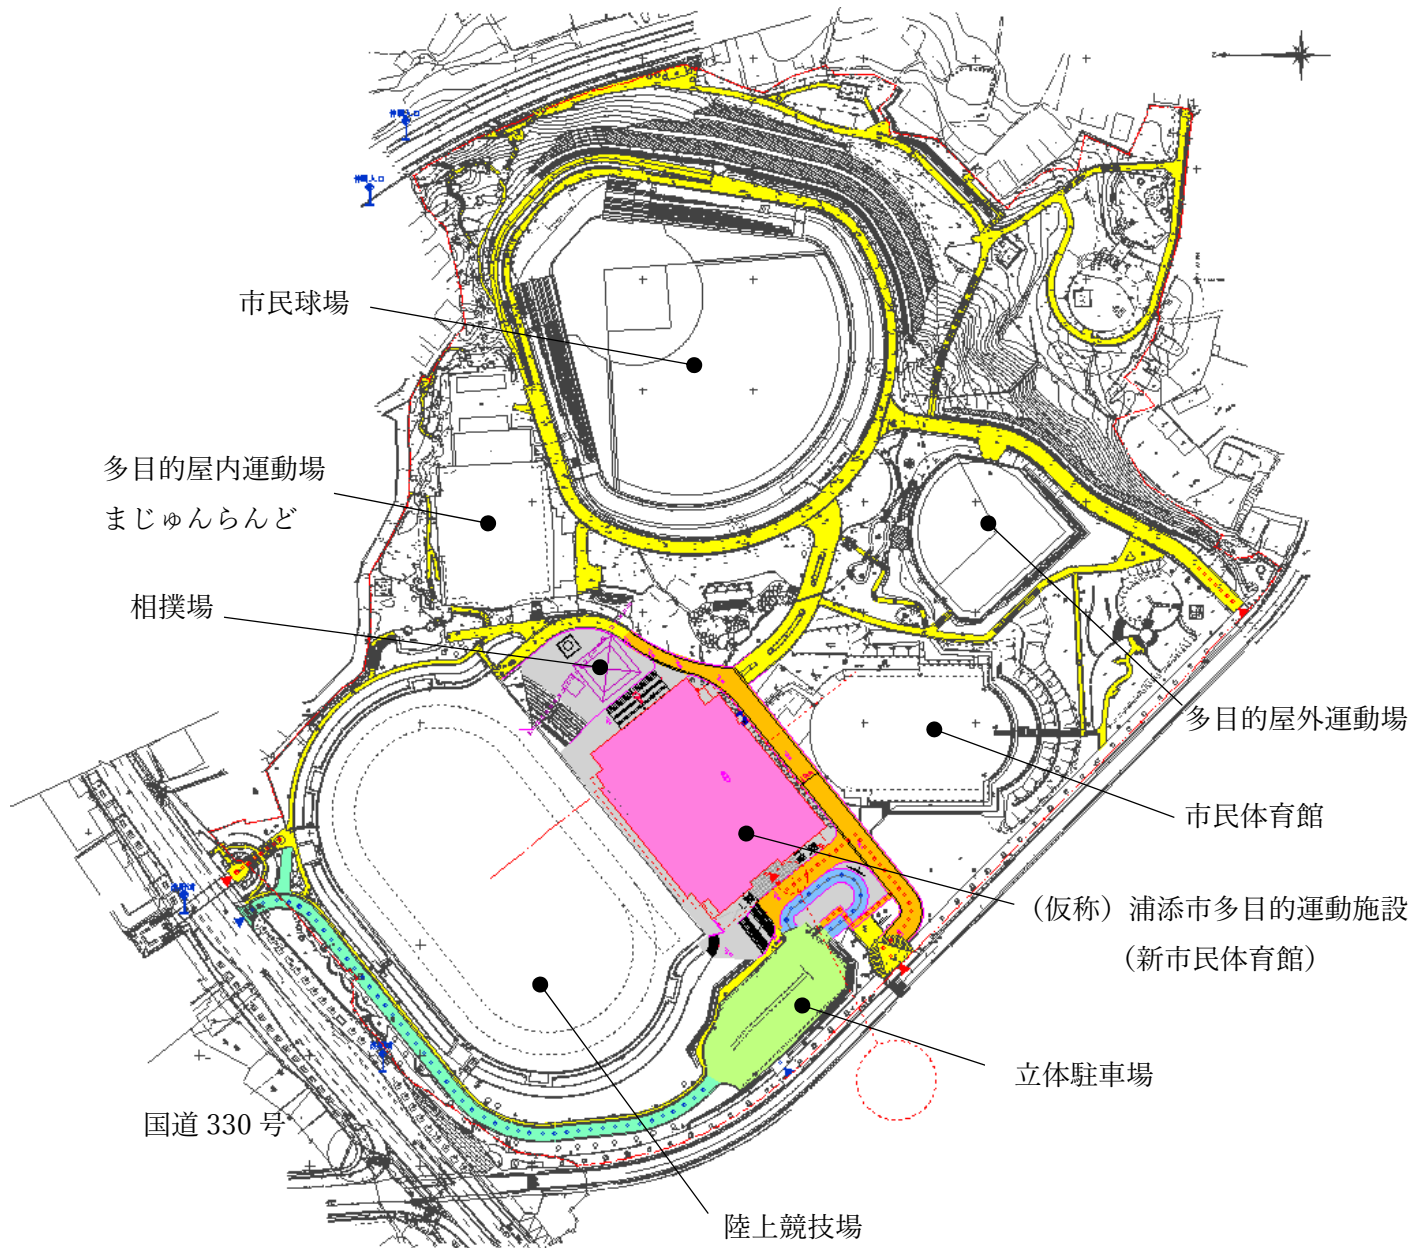 市民球場
多目的屋内運動場
まじゅんらんど
相撲場
多目的屋外運動場
市民体育館
（仮称）浦添市多目的運動施設
（新市民体育館）
立体駐車場
国道 330 号
陸上競技場